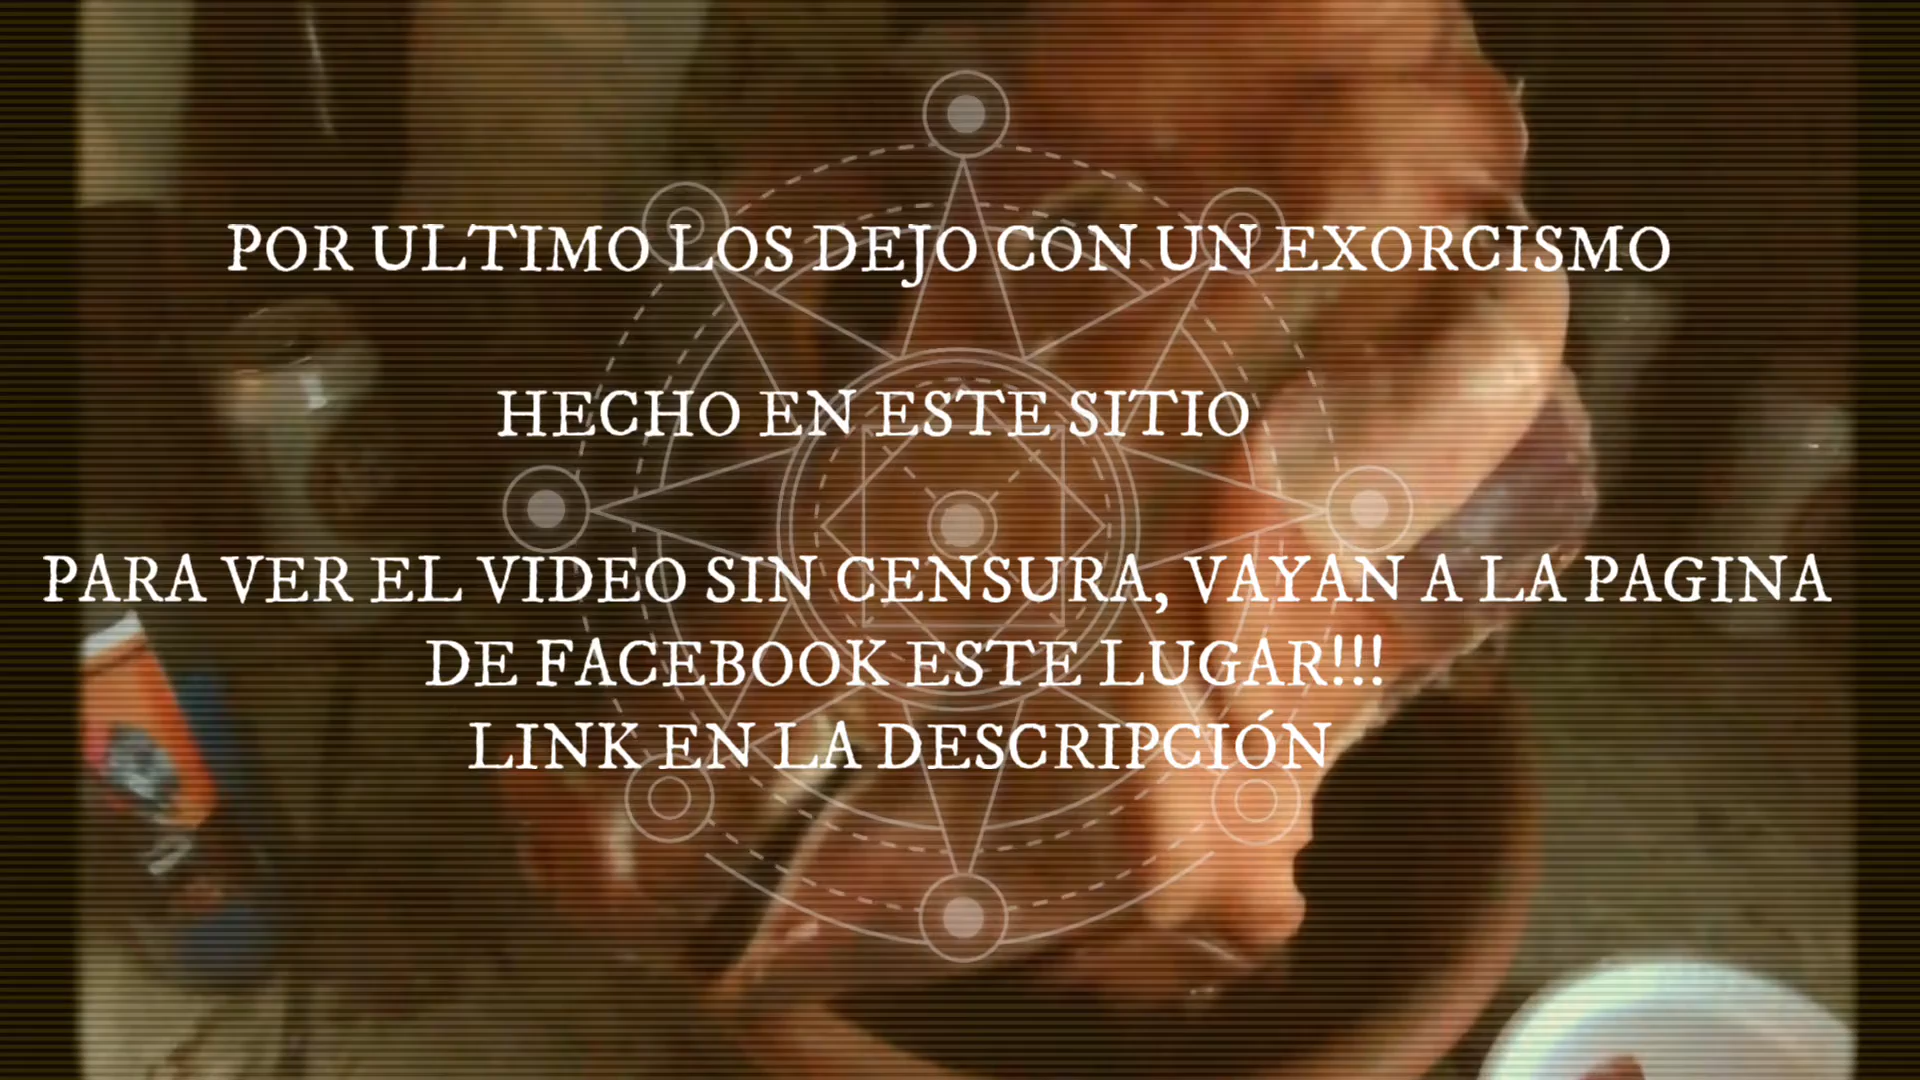 POR ULTIMO LOS DEJO CON UN EXORCISMO
HECHO EN ESTE SITIO
PARA VER EL VIDEO SIN CENSURA, VAYAN A LA PAGINA
DE FACEBOOK ESTE LUGAR!!!
LINK EN LA DESCRIPCIÓN